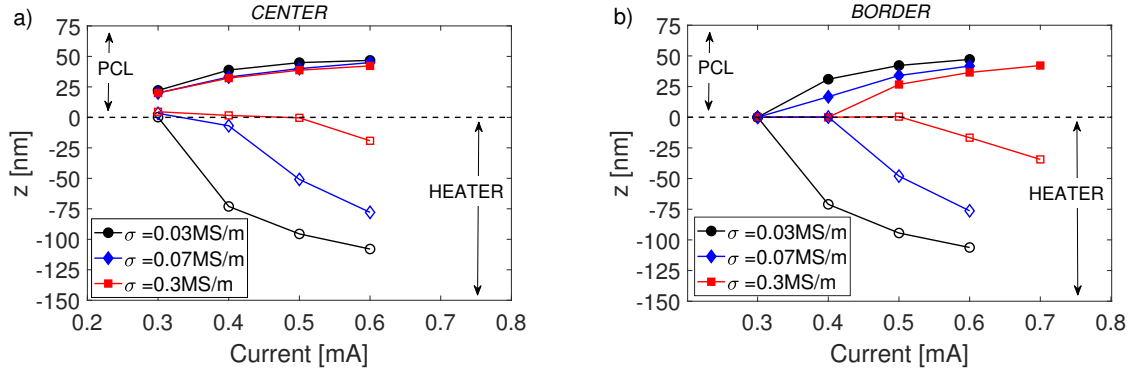 a)
CENTER
75
50
25
0
-25
-50
-75
-100
-125
-150
z [nm]
PCL
HEATER
σ =0.03MS/m
σ =0.07MS/m
σ =0.3MS/m
0.2 0.3 0.4 0.5 0.6 0.7 0.8
Current [mA]
b)
BORDER
75
50
25
0
-25
-50
-75
-100
-125
-150
z [nm]
PCL
HEATER
σ =0.03MS/m
σ =0.07MS/m
σ =0.3MS/m
0.3 0.4 0.5 0.6 0.7 0.8
Current [mA]